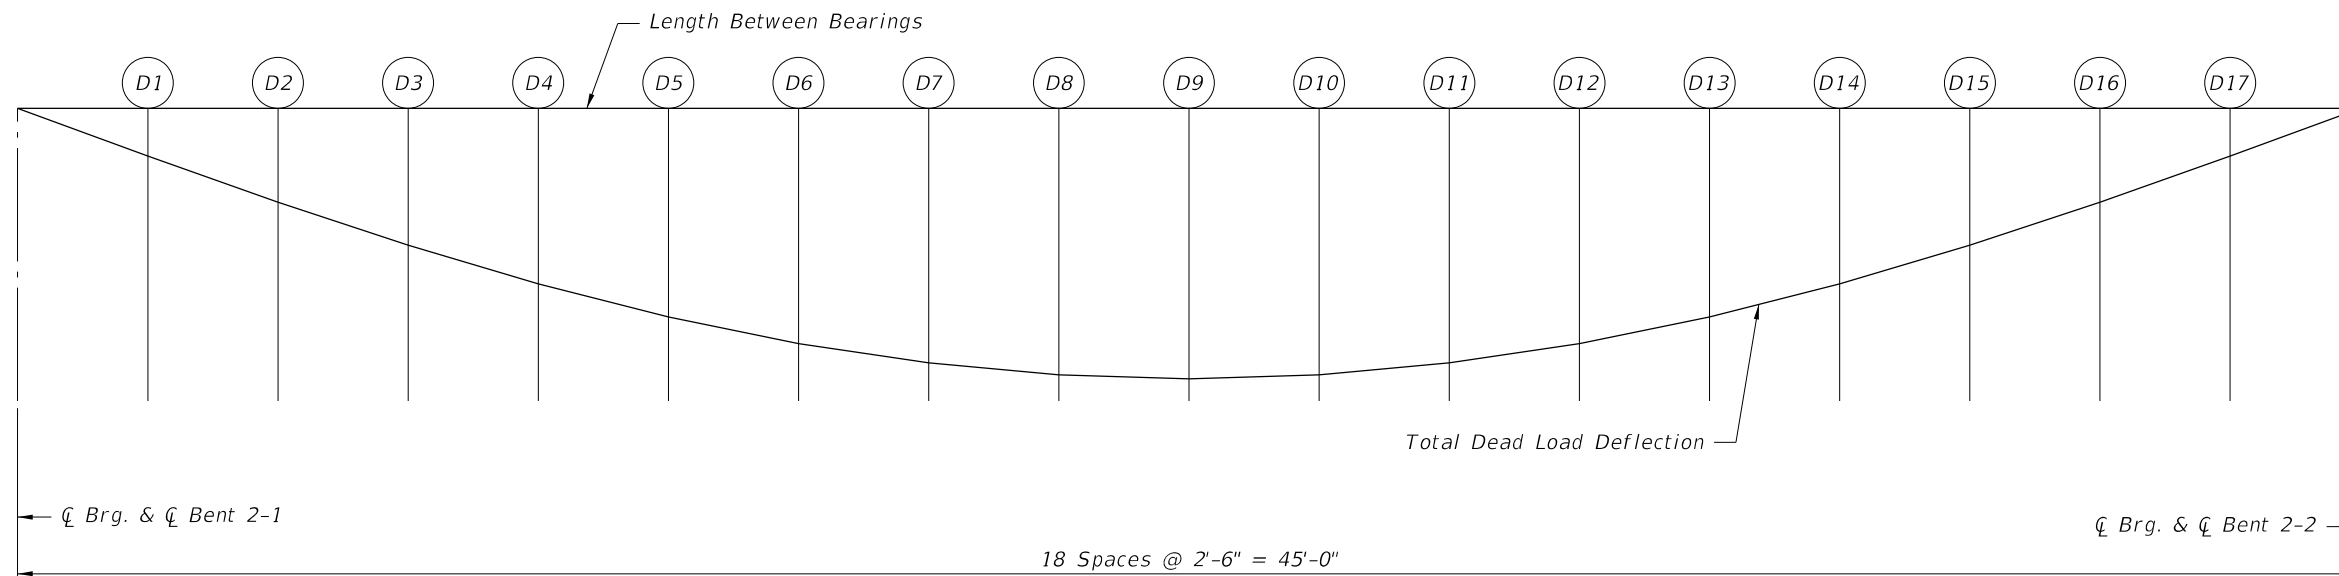 Length Between Bearings
D1 D2 D3 D4 D5 D6 D7 D8 D9 D10 D11 D12 D13 D14 D15 D16 D17
Total Dead Load Deflection
℄ Brg. & ℄ Bent 2-1
℄ Brg. & ℄ Bent 2-2
18 Spaces @ 2'-6" = 45'-0"